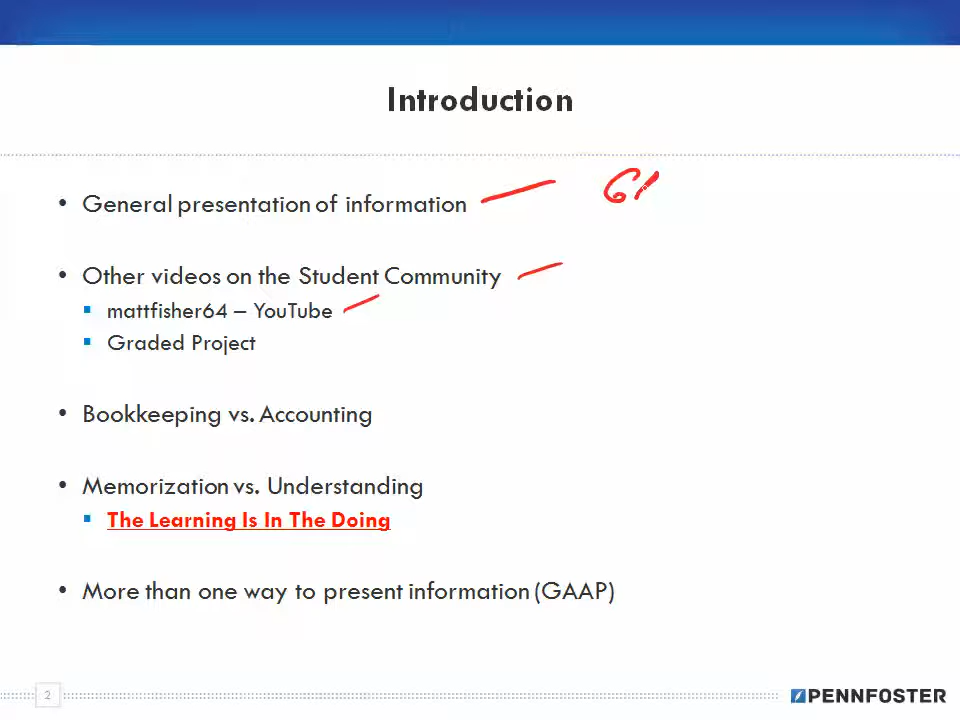 Introduction
• General presentation of information
• Other videos on the Student Community
▪ mattfisher64 – YouTube
▪ Graded Project
• Bookkeeping vs. Accounting
• Memorization vs. Understanding
▪ The Learning Is In The Doing
• More than one way to present information (GAAP)
2
PENNFOSTER